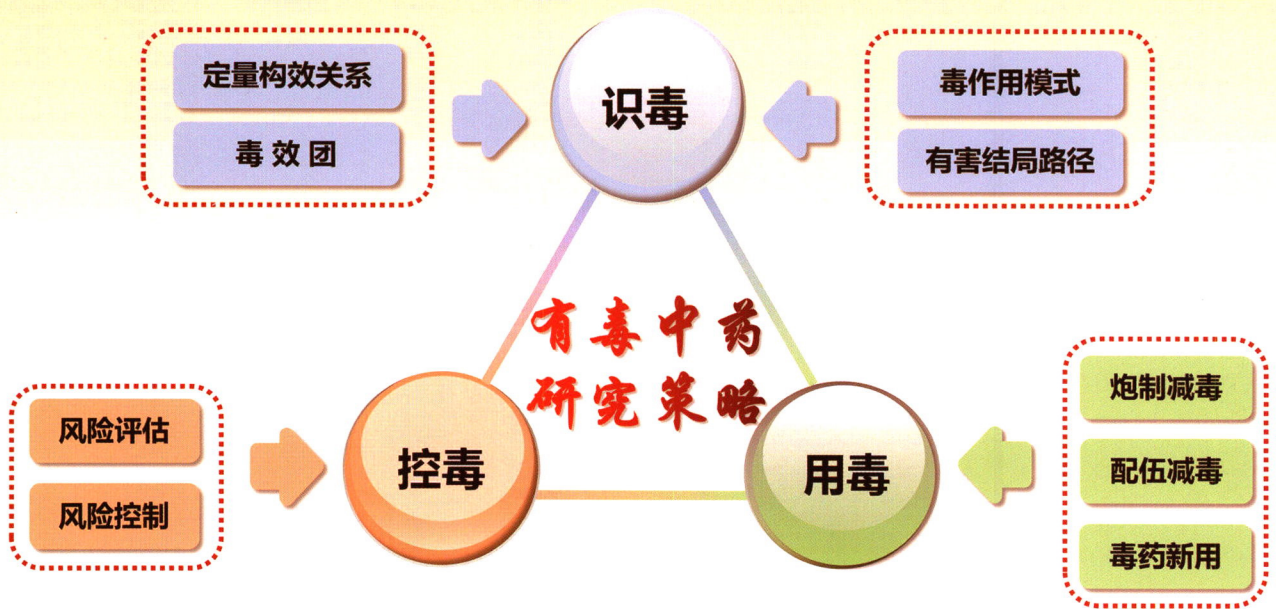 定量构效关系
毒效团
识毒
毒作用模式
有害结局路径
有毒中药
研究策略
风险评估
风险控制
控毒
用毒
炮制减毒
配伍减毒
毒药新用